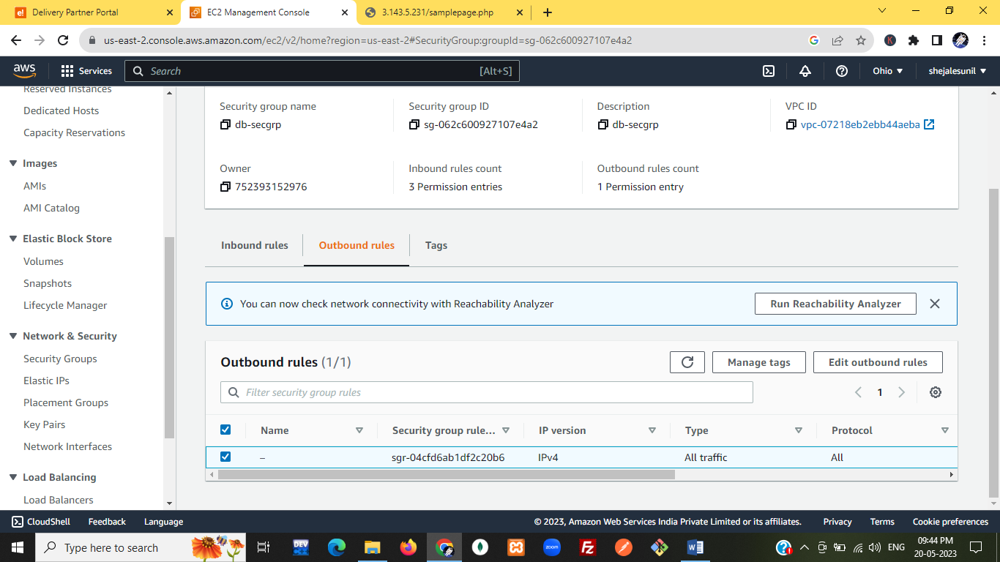 Delivery Partner Portal
EC2 Management Console
3.143.5.231/samplepage.php
us-east-2.console.aws.amazon.com/ec2/v2/home?region=us-east-2#SecurityGroup:groupId=sg-062c600927107e4a2
aws
Services
Search
[Alt+S]
Ohio
shejalesunil
Reserved Instances
Dedicated Hosts
Capacity Reservations
Images
AMIs
AMI Catalog
Elastic Block Store
Volumes
Snapshots
Lifecycle Manager
Network & Security
Security Groups
Elastic IPs
Placement Groups
Key Pairs
Network Interfaces
Load Balancing
Load Balancers
Security group name
db-secgrp
Security group ID
sg-062c600927107e4a2
Description
db-secgrp
VPC ID
vpc-07218eb2ebb44aeba
Owner
752393152976
Inbound rules count
3 Permission entries
Outbound rules count
1 Permission entry
Inbound rules
Outbound rules
Tags
You can now check network connectivity with Reachability Analyzer
Run Reachability Analyzer
Outbound rules (1/1)
Manage tags
Edit outbound rules
Filter security group rules
1
Name
Security group rule...
IP version
Type
Protocol
–
sgr-04cfd6ab1df2c20b6
IPv4
All traffic
All
CloudShell
Feedback
Language
© 2023, Amazon Web Services India Private Limited or its affiliates.
Privacy
Terms
Cookie preferences
Type here to search
DEV
zoom
ENG
09:44 PM
20-05-2023